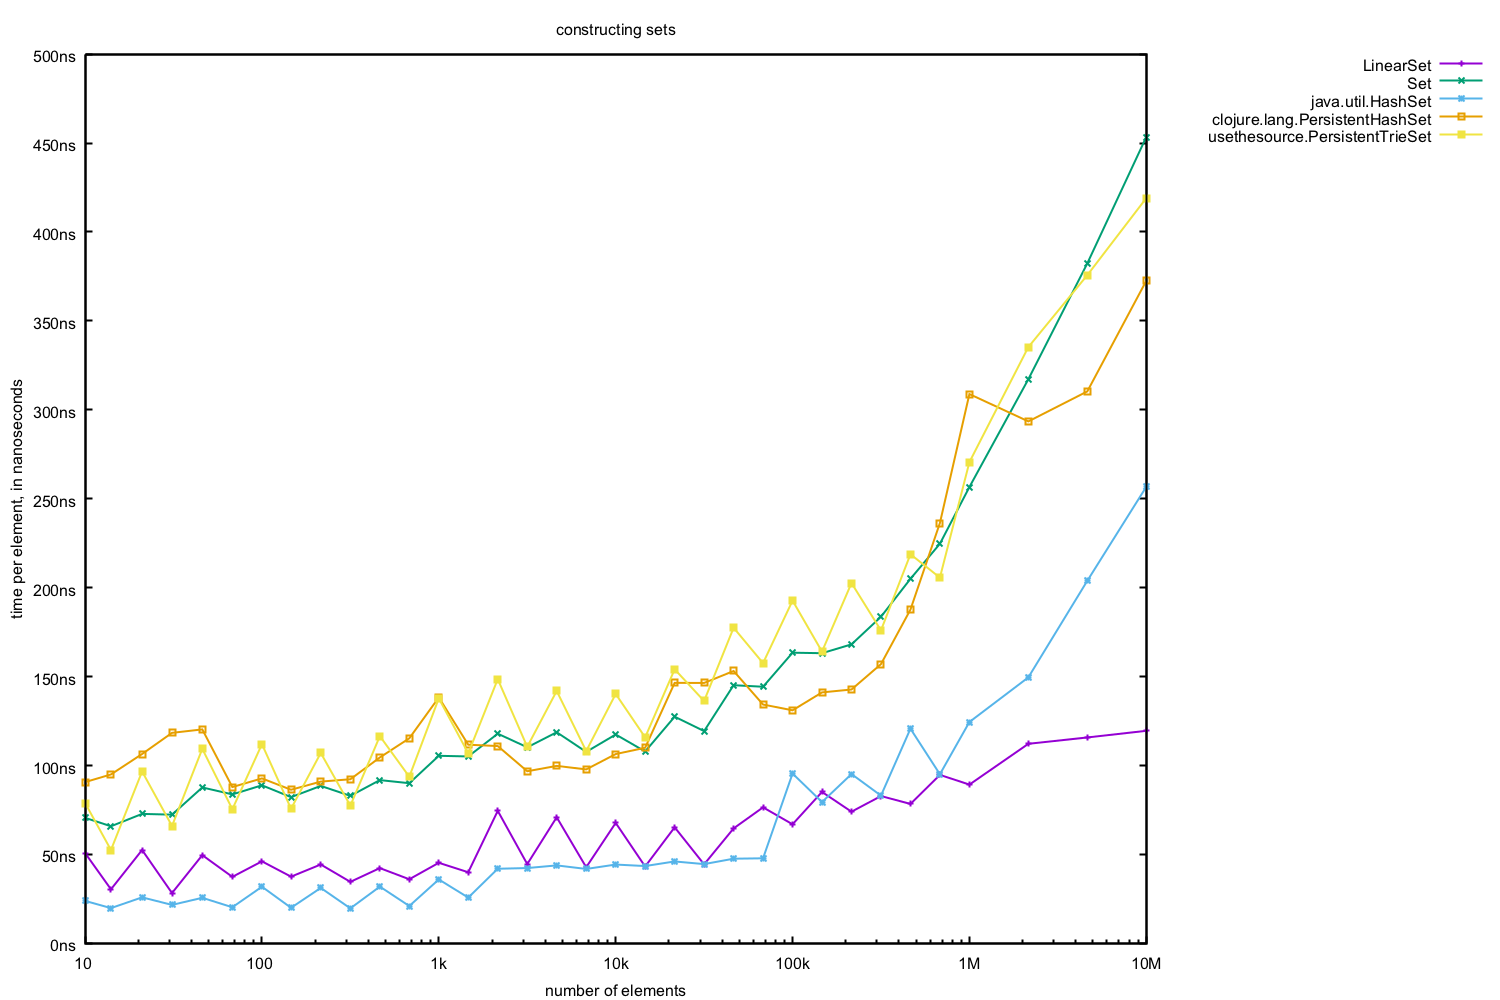 constructing sets
500ns
450ns
400ns
350ns
300ns
250ns
200ns
150ns
100ns
50ns
0ns
time per element, in nanoseconds
10
100
1k
10k
100k
1M
10M
number of elements
LinearSet
Set
java.util.HashSet
clojure.lang.PersistentHashSet
usethesource.PersistentTrieSet